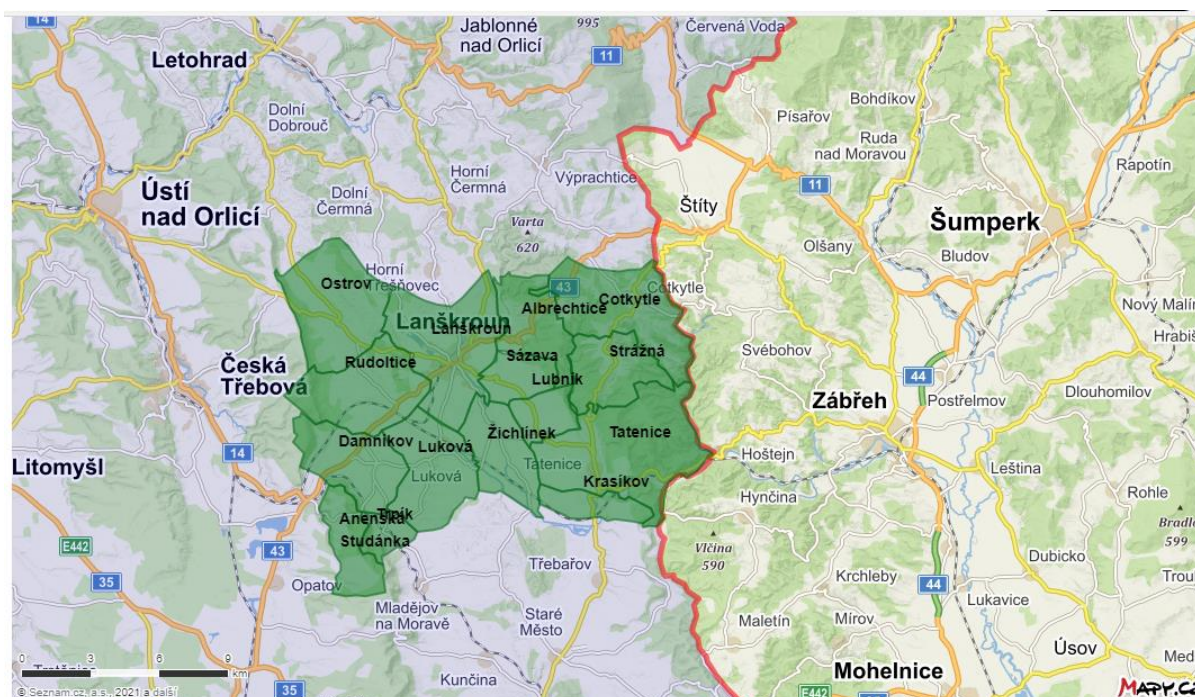 14
Letohrad
Jablonné
nad Orlicí
995
Červená Voda
11
Dolní
Dobrouč
Bohdíkov
Písařov
Ruda
nad Moravou
Rápotín
Ústí
nad Orlicí
Dolní
Čermná
Horní
Čermná
Výprachtice
Štíty
11
Šumperk
Varta
620
Olšany
Bludov
Horní
Třešňovec
Ostrov
43
Albrechtice
Cotkytle
Cotkytle
Nový Malín
Lanškroun
Lanškroun
Hrabiš
Česká
Třebová
Rudoltice
Sázava
Strážná
Lubník
Svébohov
44
Postřelmov
Dlouhomilov
Zábřeh
Damníkov
Luková
Žichlínek
Tatenice
14
Litomyšl
Luková
Tatenice
Krasíkov
Hoštejn
Leština
Hynčina
Rohle
Anenská
Studánka
Trpík
E442
43
35
Opatov
Třebařov
Vlčina
590
Bradl
599
Dubicko
Krchleby
44
Lukavice
Mladějov
na Moravě
Staré
Město
Kunčina
Maletín
Mírov
Úsov
Mohelnice
0 3 6 9
km
35
E442
© Seznam.cz, a.s., 2021 a další
MAPY.C